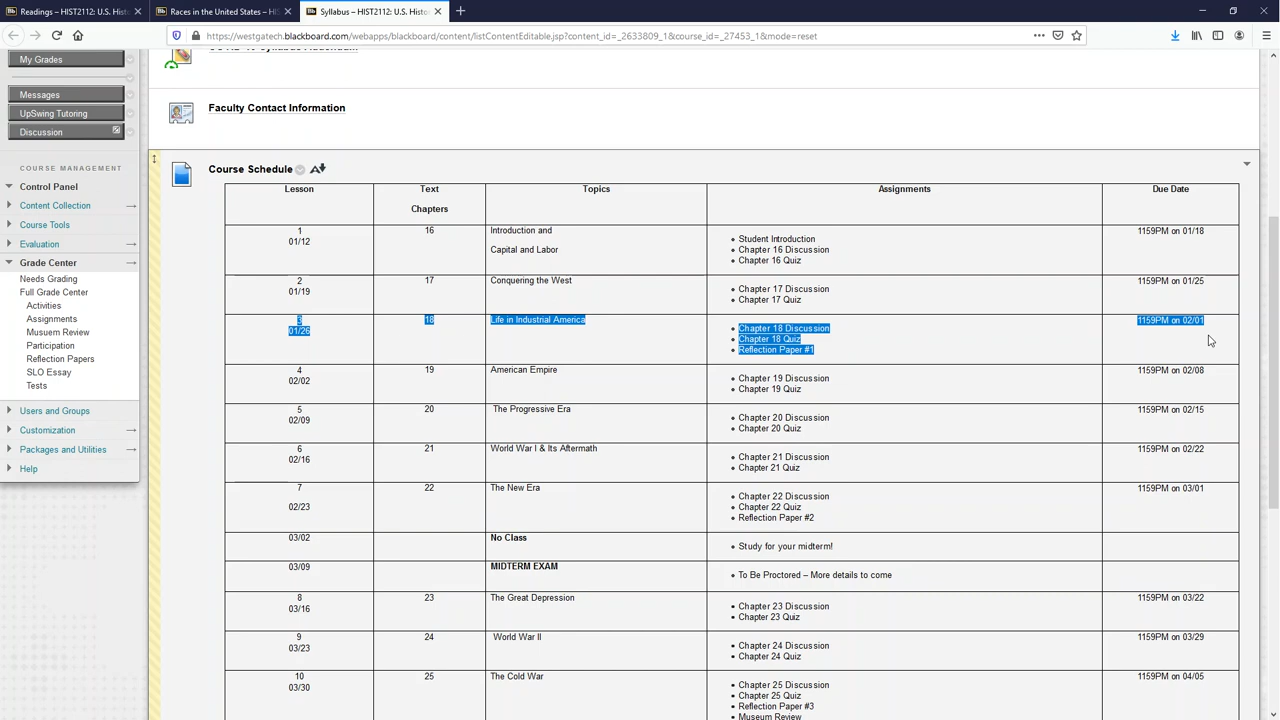 Readings – HIST2112: U.S. Hist
Races in the United States – HIS
Syllabus – HIST2112: U.S. Histo
https://westgatech.blackboard.com/webapps/blackboard/content/listContentEditable.jsp?content_id=_2633809_1&course_id=_27453_1&mode=reset
My Grades
Messages
UpSwing Tutoring
Discussion
COURSE MANAGEMENT
Control Panel
Content Collection
Course Tools
Evaluation
Grade Center
Needs Grading
Full Grade Center
Activities
Assignments
Musuem Review
Participation
Reflection Papers
SLO Essay
Tests
Users and Groups
Customization
Packages and Utilities
Help
Faculty Contact Information
Course Schedule
Lesson
Text
Chapters
Topics
Assignments
Due Date
1
01/12
16
Introduction and
Capital and Labor
Student Introduction
Chapter 16 Discussion
Chapter 16 Quiz
1159PM on 01/18
2
01/19
17
Conquering the West
Chapter 17 Discussion
Chapter 17 Quiz
1159PM on 01/25
3
01/26
18
Life in Industrial America
Chapter 18 Discussion
Chapter 18 Quiz
Reflection Paper #1
1159PM on 02/01
4
02/02
19
American Empire
Chapter 19 Discussion
Chapter 19 Quiz
1159PM on 02/08
5
02/09
20
The Progressive Era
Chapter 20 Discussion
Chapter 20 Quiz
1159PM on 02/15
6
02/16
21
World War I & Its Aftermath
Chapter 21 Discussion
Chapter 21 Quiz
1159PM on 02/22
7
02/23
22
The New Era
Chapter 22 Discussion
Chapter 22 Quiz
Reflection Paper #2
1159PM on 03/01
03/02
No Class
Study for your midterm!
03/09
MIDTERM EXAM
To Be Proctored – More details to come
8
03/16
23
The Great Depression
Chapter 23 Discussion
Chapter 23 Quiz
1159PM on 03/22
9
03/23
24
World War II
Chapter 24 Discussion
Chapter 24 Quiz
1159PM on 03/29
10
03/30
25
The Cold War
Chapter 25 Discussion
Chapter 25 Quiz
Reflection Paper #3
Museum Review
1159PM on 04/05